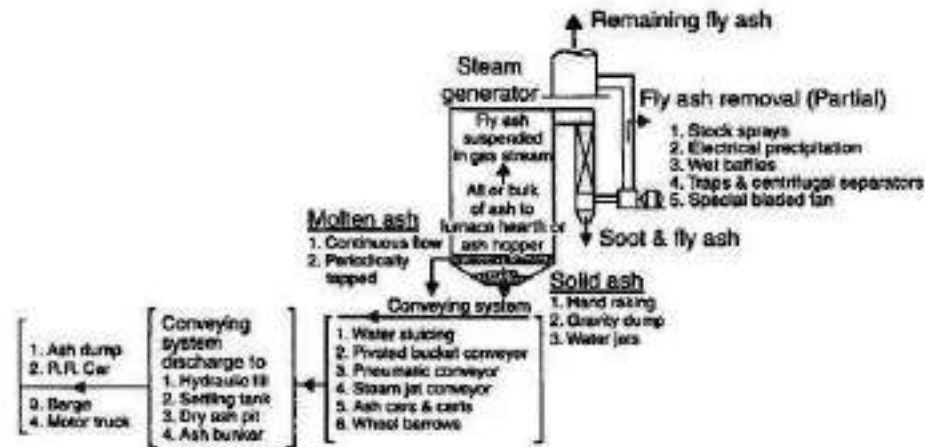 Remaining fly ash
Steam
generator
Fly ash removal (Partial)
1. Stack sprays
2. Electrical precipitation
3. Wet baffles
4. Traps & centrifugal separators
5. Special bladed fan
Fly ash
suspended
in gas stream
All or bulk
of ash to
furnace hearth or
ash hopper
Soot & fly ash
Molten ash
1. Continuous flow
2. Periodically
tapped
Solid ash
1. Hand raking
2. Gravity dump
3. Water jets
Conveying system
1. Water sluicing
2. Pivoted bucket conveyor
3. Pneumatic conveyor
4. Steam jet conveyor
5. Ash cars & carts
6. Wheel barrows
Conveying
system
discharge to
1. Hydraulic fill
2. Settling tank
3. Dry ash pit
4. Ash bunker
1. Ash dump
2. R.R. Car
3. Barge
4. Motor truck